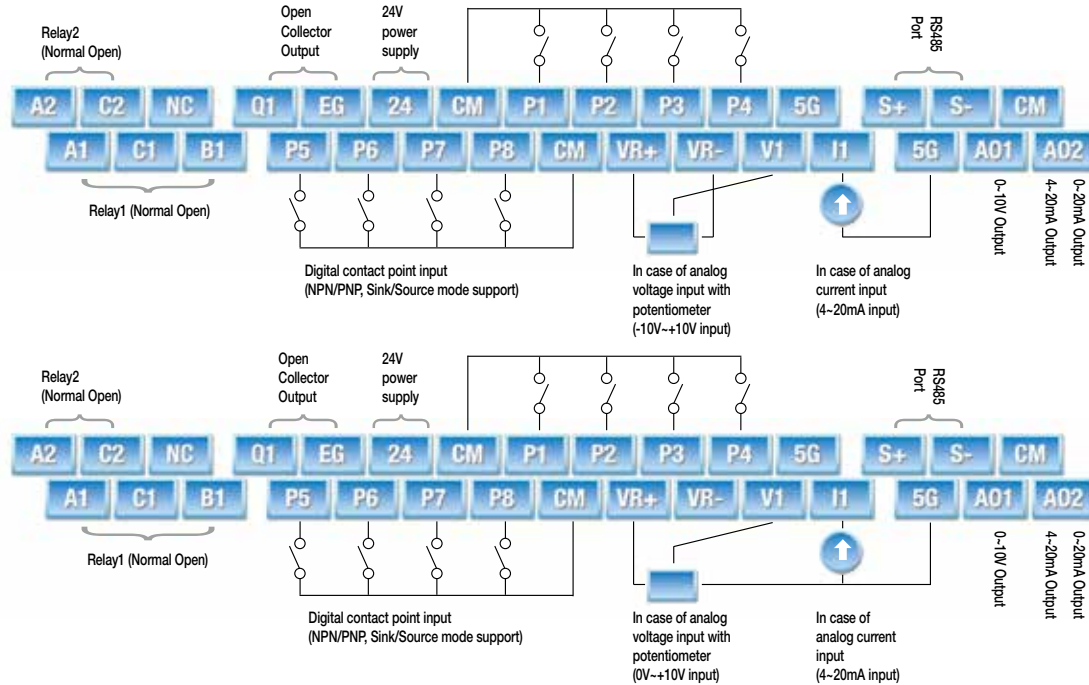 Relay2
(Normal Open)
Open
Collector
Output
24V
power
supply
RS485
Port
A2 C2 NC Q1 EG 24 CM P1 P2 P3 P4 5G S+ S- CM
A1 C1 B1 P5 P6 P7 P8 CM VR+ VR- V1 I1 5G AO1 AO2
Relay1 (Normal Open)
Digital contact point input
(NPN/PNP, Sink/Source mode support)
In case of analog
voltage input with
potentiometer
(-10V~+10V input)
In case of analog
current input
(4~20mA input)
0~10V Output
4~20mA Output
0~20mA Output
Relay2
(Normal Open)
Open
Collector
Output
24V
power
supply
RS485
Port
A2 C2 NC Q1 EG 24 CM P1 P2 P3 P4 5G S+ S- CM
A1 C1 B1 P5 P6 P7 P8 CM VR+ VR- V1 I1 5G AO1 AO2
Relay1 (Normal Open)
Digital contact point input
(NPN/PNP, Sink/Source mode support)
In case of analog
voltage input with
potentiometer
(0V~+10V input)
In case of
analog current
input
(4~20mA input)
0~10V Output
4~20mA Output
0~20mA Output